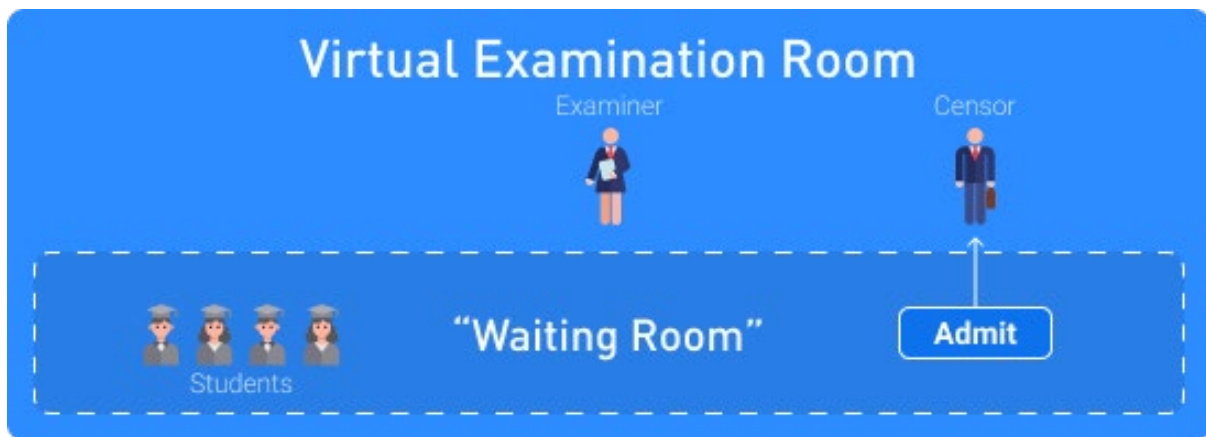 Virtual Examination Room
Examiner
Censor
“Waiting Room”
Admit
Students